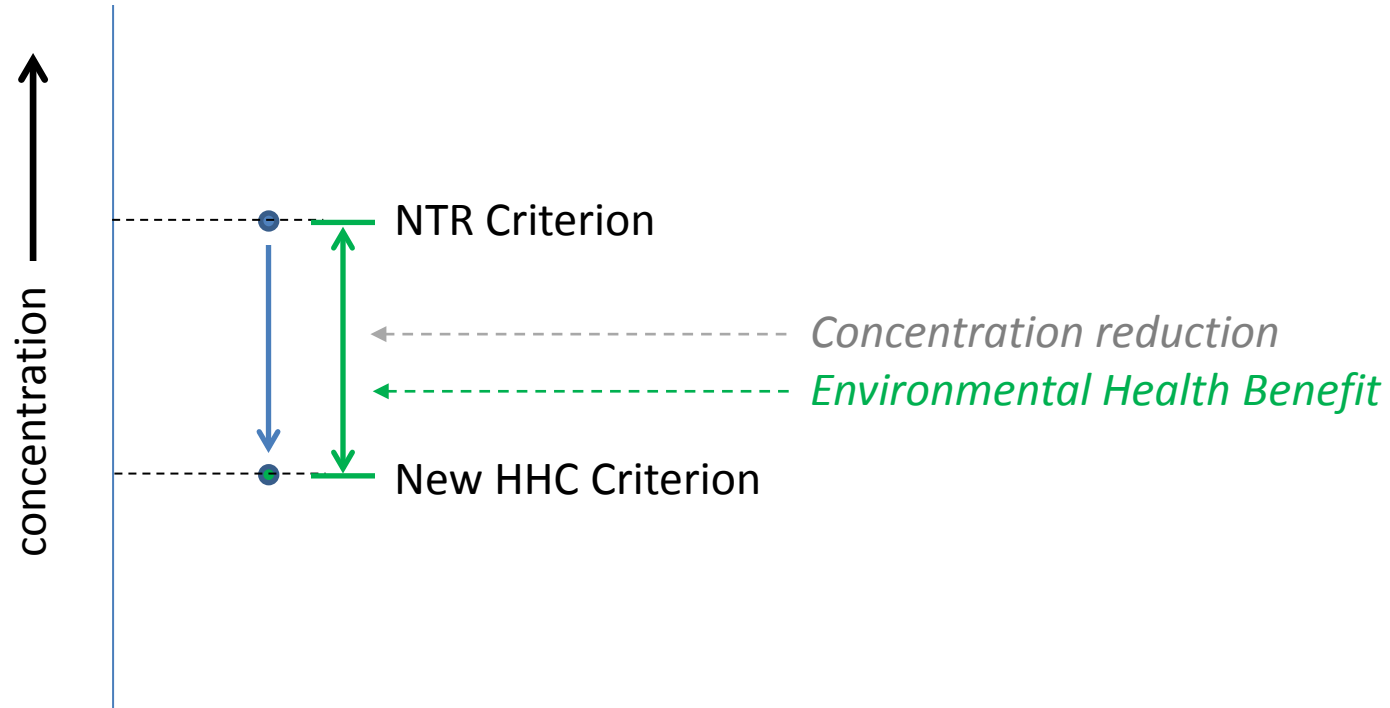 concentration
NTR Criterion
Concentration reduction
Environmental Health Benefit
New HHC Criterion